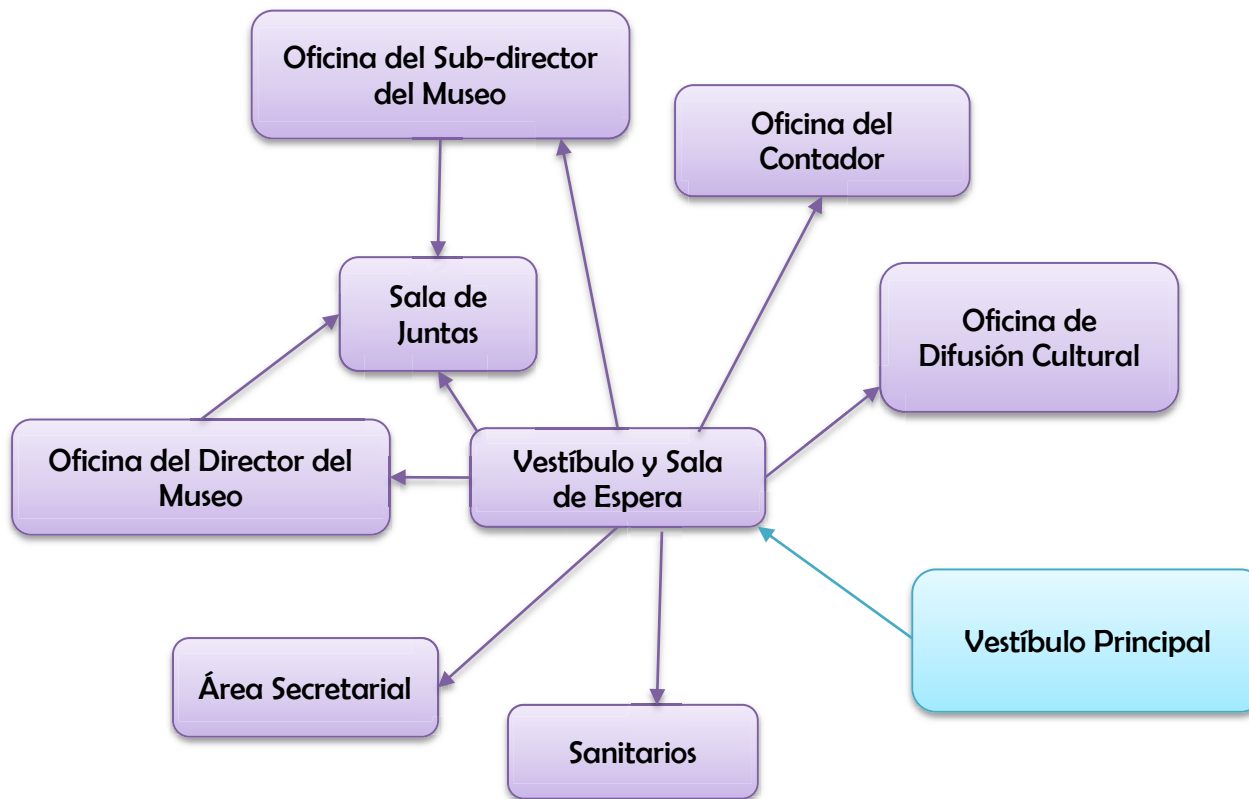 Oficina del Sub-director
del Museo
Oficina del
Contador
Sala de
Juntas
Oficina de
Difusión Cultural
Oficina del Director del
Museo
Vestíbulo y Sala
de Espera
Vestíbulo Principal
Área Secretarial
Sanitarios